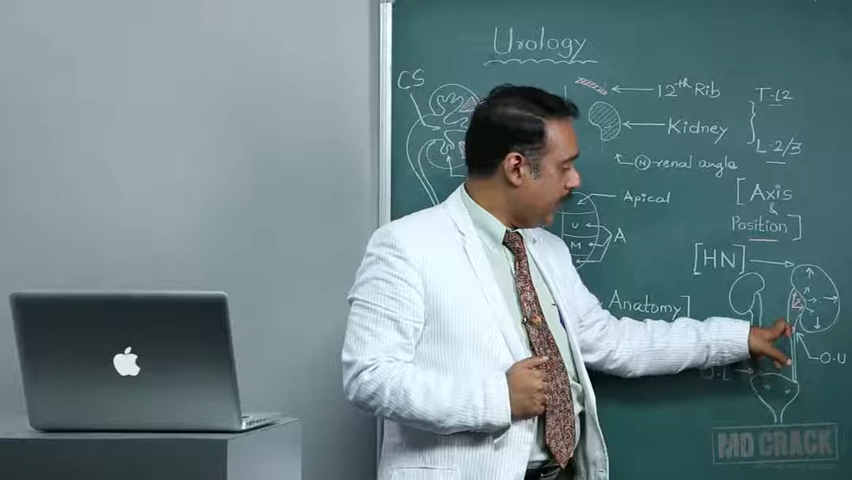 Urology
CS
12th Rib
T-12
Kidney
L-2/3
(N) renal angle
[Axis
&
Position]
Apical
U
M
A
[HN]
Anatomy]
O-U
MD CRACK